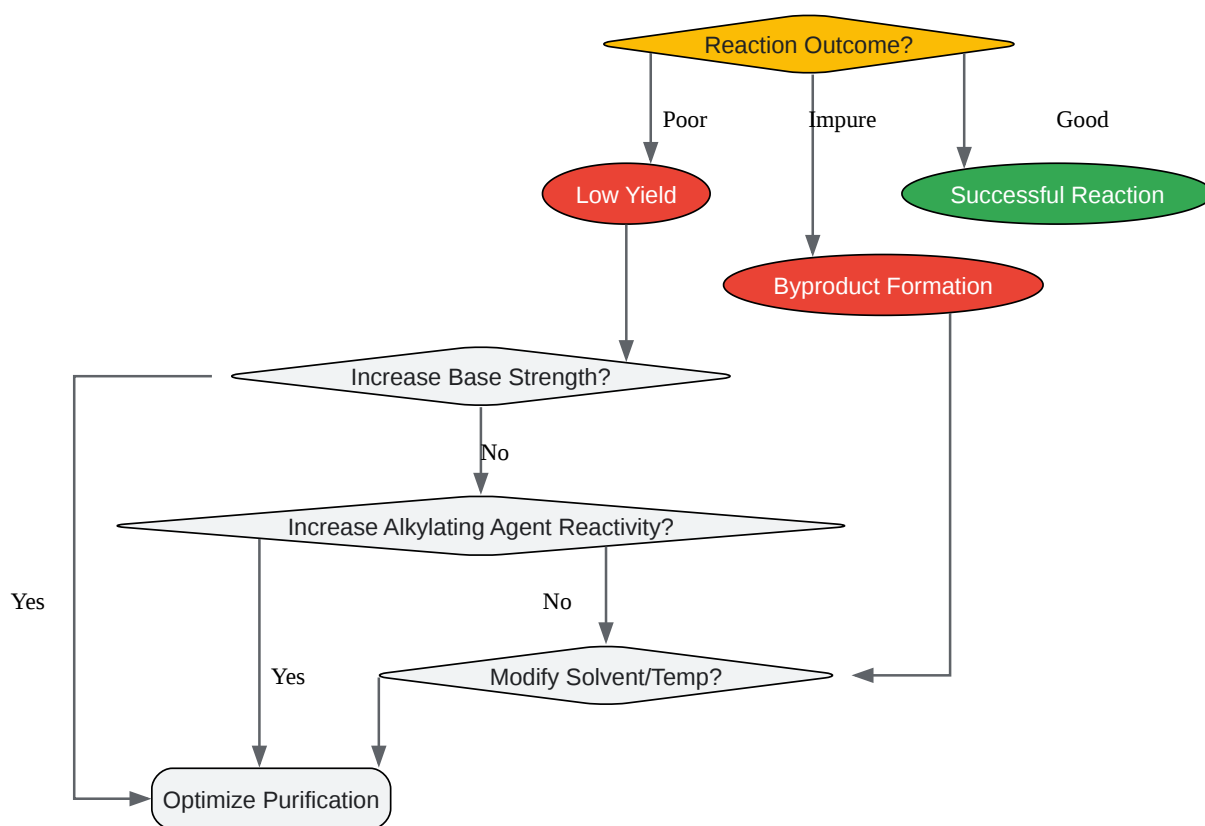 Reaction Outcome?
Poor
Impure
Good
Low Yield
Successful Reaction
Byproduct Formation
Increase Base Strength?
No
Increase Alkylating Agent Reactivity?
Yes
No
Yes
Modify Solvent/Temp?
Optimize Purification